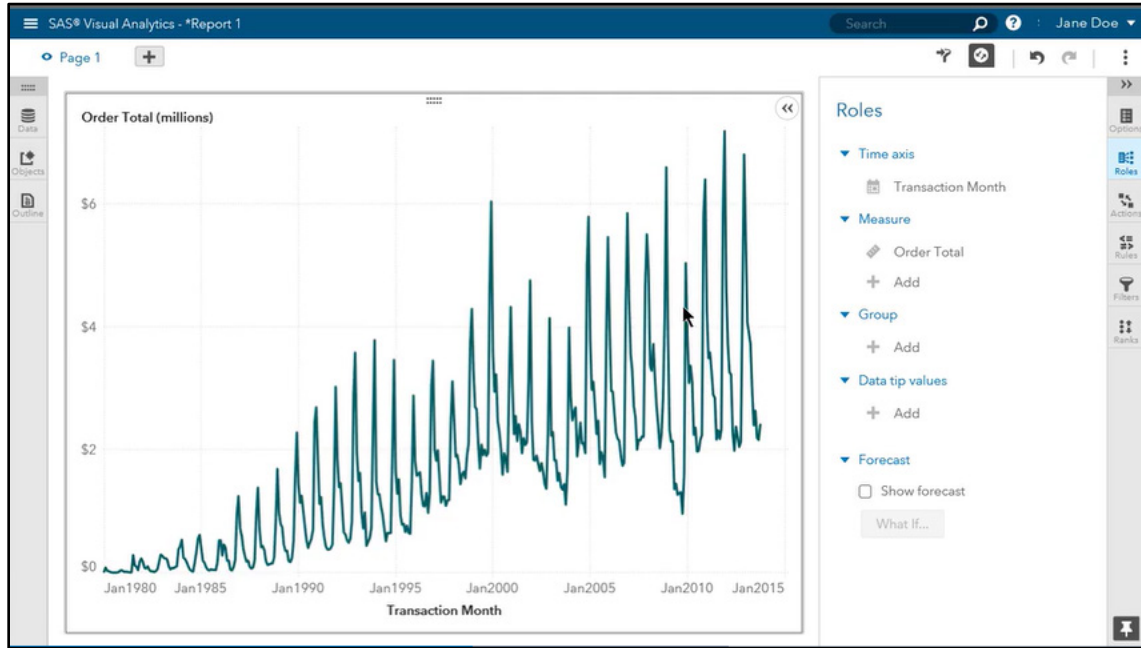 SAS® Visual Analytics - *Report 1
Search
?
Jane Doe
Page 1
Data
Objects
Outline
Order Total (millions)
$6
$4
$2
$0
Jan1980 Jan1985 Jan1990 Jan1995 Jan2000 Jan2005 Jan2010 Jan2015
Transaction Month
Roles
Time axis
Transaction Month
Measure
Order Total
Add
Group
Add
Data tip values
Add
Forecast
Show forecast
What If...
Option
Roles
Action
Rules
Filters
Ranks